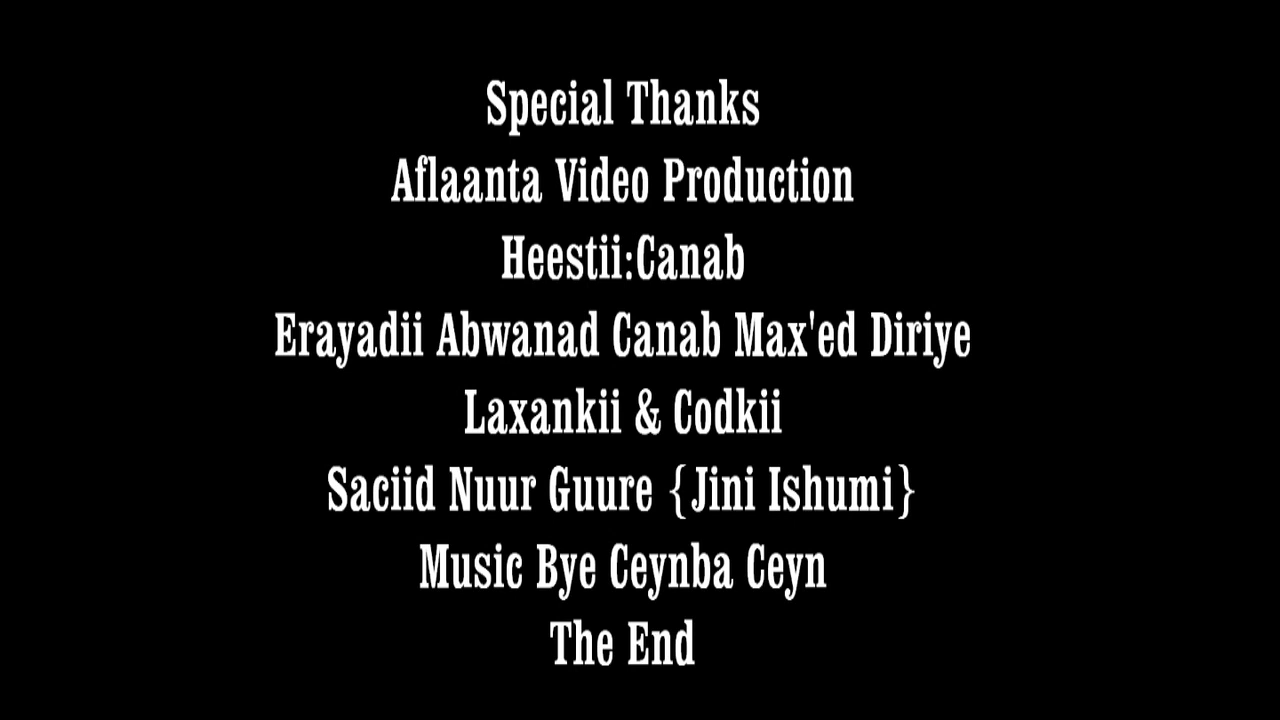 Special Thanks
Aflaanta Video Production
Heestii:Canab
Erayadii Abwanad Canab Max'ed Diriye
Laxankii & Codkii
Saciid Nuur Guure {Jini Ishumi}
Music Bye Ceynba Ceyn
The End